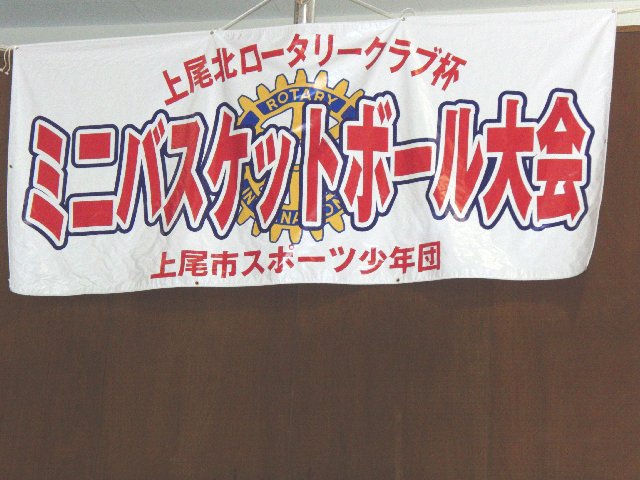 上尾北ロータリークラブ杯
ROTARY
ミニバスケットボール大会
上尾市スポーツ少年団